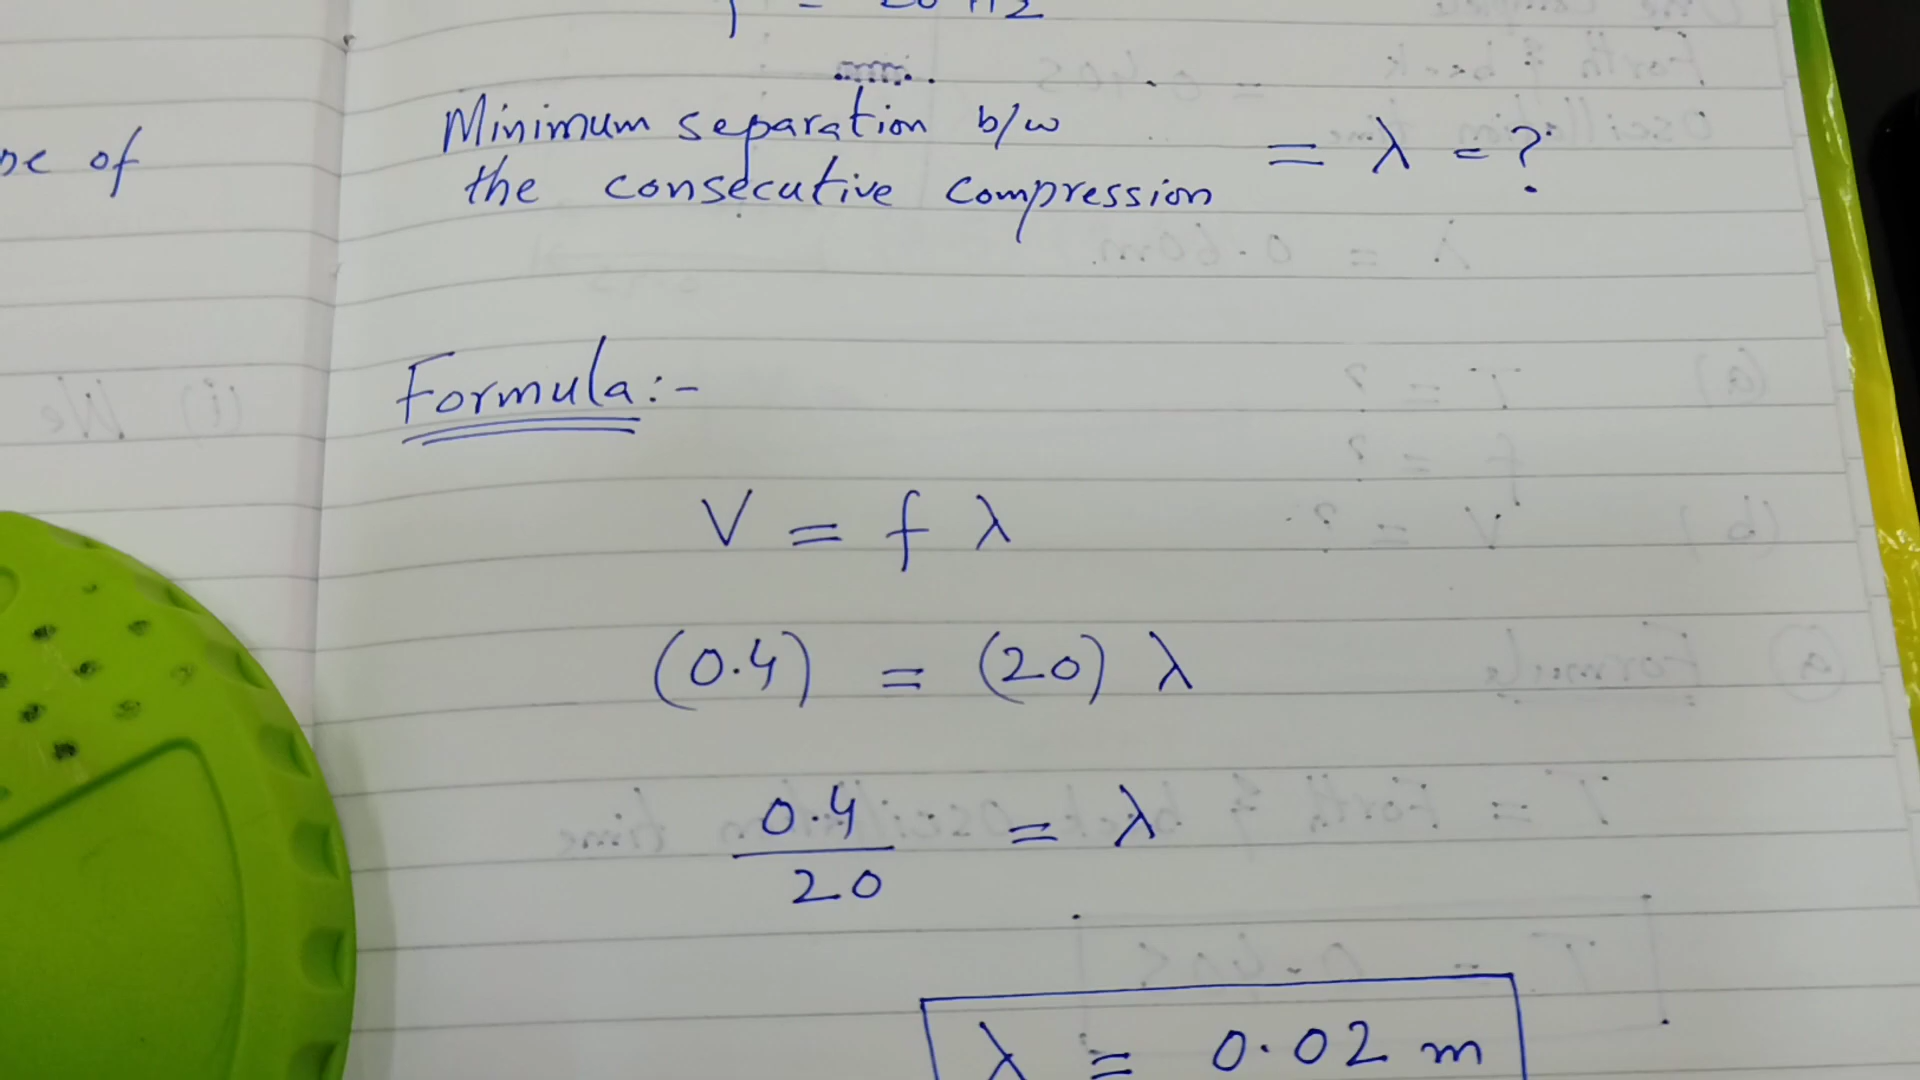 of
Minimum separation b/w
the consecutive compression = λ = ?
Formula:-
V = f λ
(0.4) = (20) λ
0.4
20
= λ
λ = 0.02 m